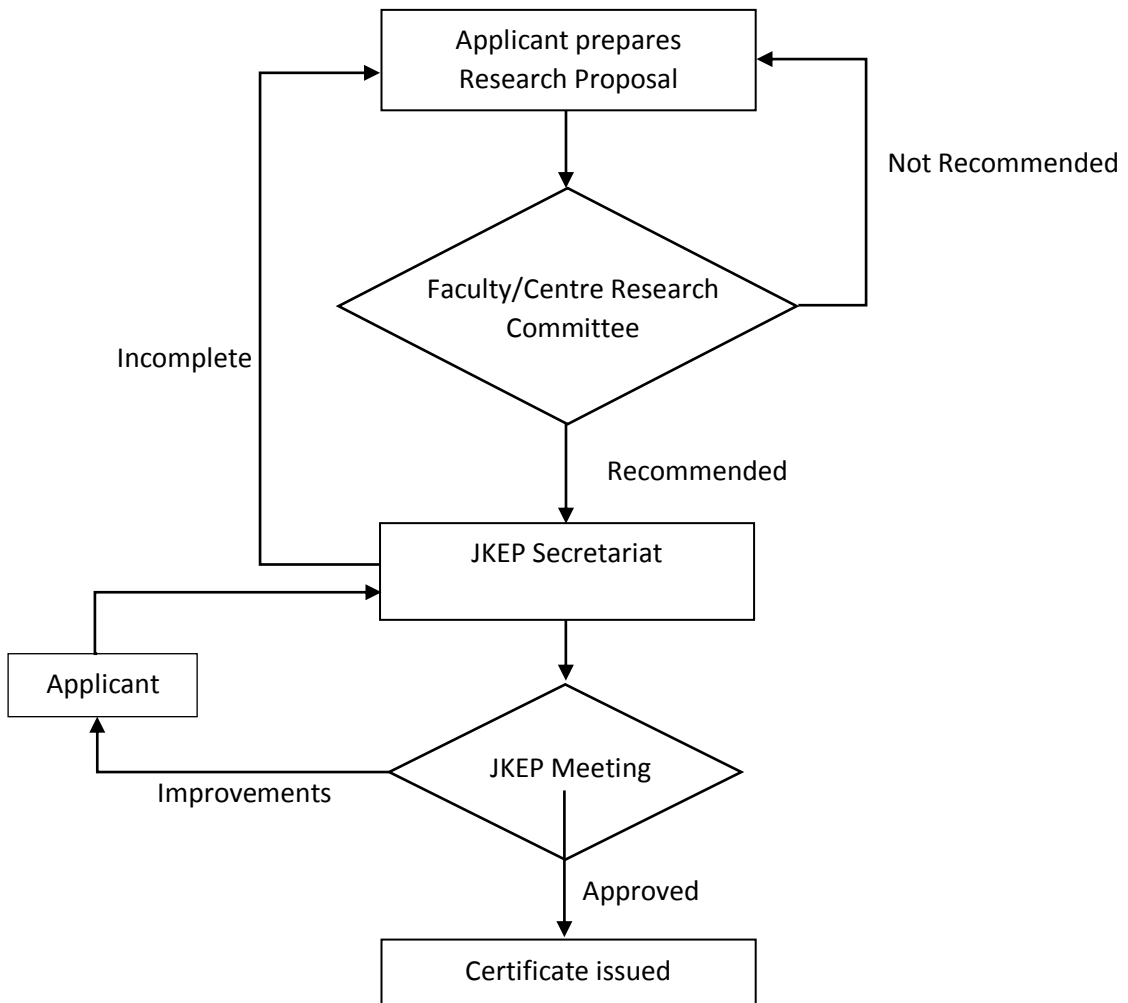 Applicant prepares
Research Proposal
Not Recommended
Faculty/Centre Research
Committee
Incomplete
Recommended
JKEP Secretariat
Applicant
JKEP Meeting
Improvements
Approved
Certificate issued